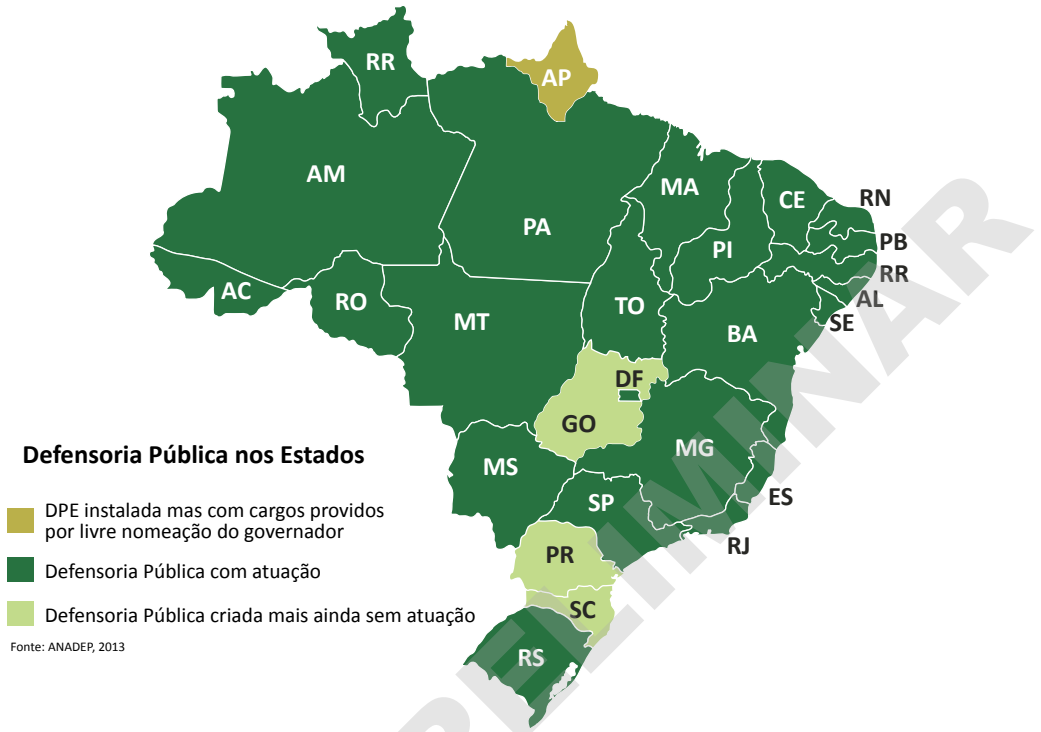 RR
AP
AM
PA
MA
CE
RN
PI
PB
RR
AL
SE
AC
RO
MT
TO
BA
DF
GO
MG
MS
ES
SP
RJ
PR
SC
RS
Defensoria Pública nos Estados
DPE instalada mas com cargos providos
por livre nomeação do governador
Defensoria Pública com atuação
Defensoria Pública criada mais ainda sem atuação
Fonte: ANADEP, 2013
RELIMINAR